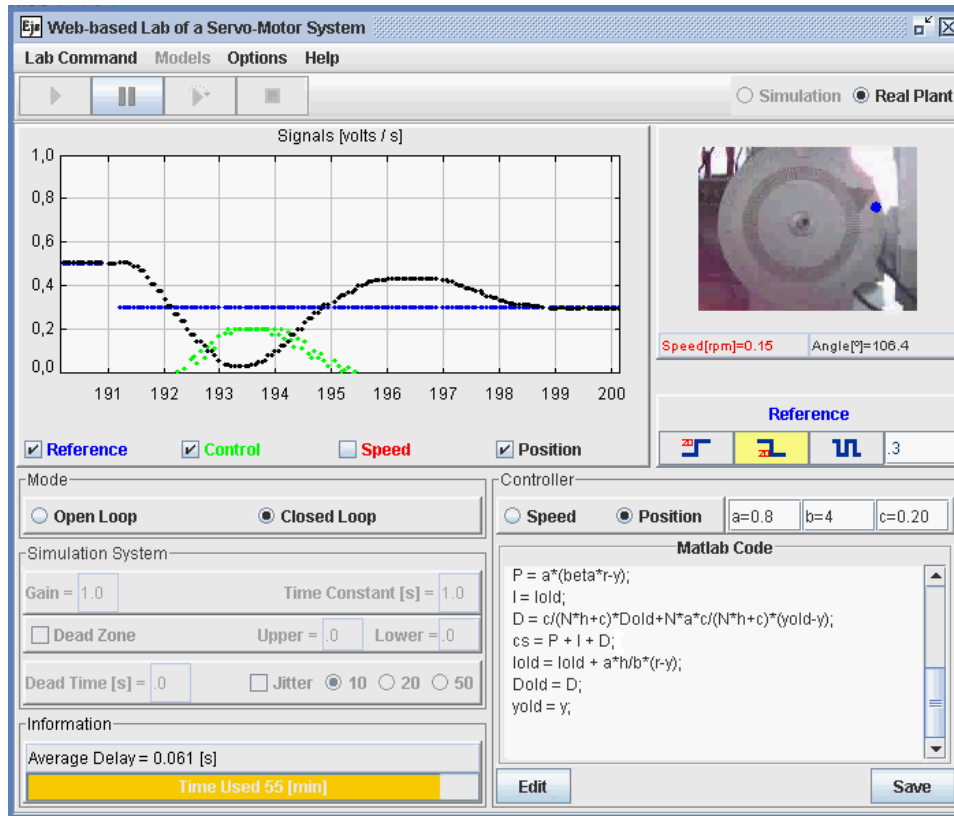 Ejs Web-based Lab of a Servo-Motor System
Lab Command Models Options Help
Simulation Real Plant
Signals [volts / s]
1,0
0,8
0,6
0,4
0,2
0,0
191 192 193 194 195 196 197 198 199 200
Reference Control Speed Position
Speed[rpm]=0.15 Angle[º]=106.4
Reference
20 20 .3
Mode
Open Loop Closed Loop
Simulation System
Gain = 1.0 Time Constant [s] = 1.0
Dead Zone Upper = .0 Lower = .0
Dead Time [s] = .0 Jitter 10 20 50
Information
Average Delay = 0.061 [s]
Time Used 55 [min]
Controller
Speed Position a=0.8 b=4 c=0.20
Matlab Code
P = a*(beta*r-y);
I = Iold;
D = c/(N*h+c)*Dold+N*a*c/(N*h+c)*(yold-y);
cs = P + I + D;
Iold = Iold + a*h/b*(r-y);
Dold = D;
yold = y;
Edit Save